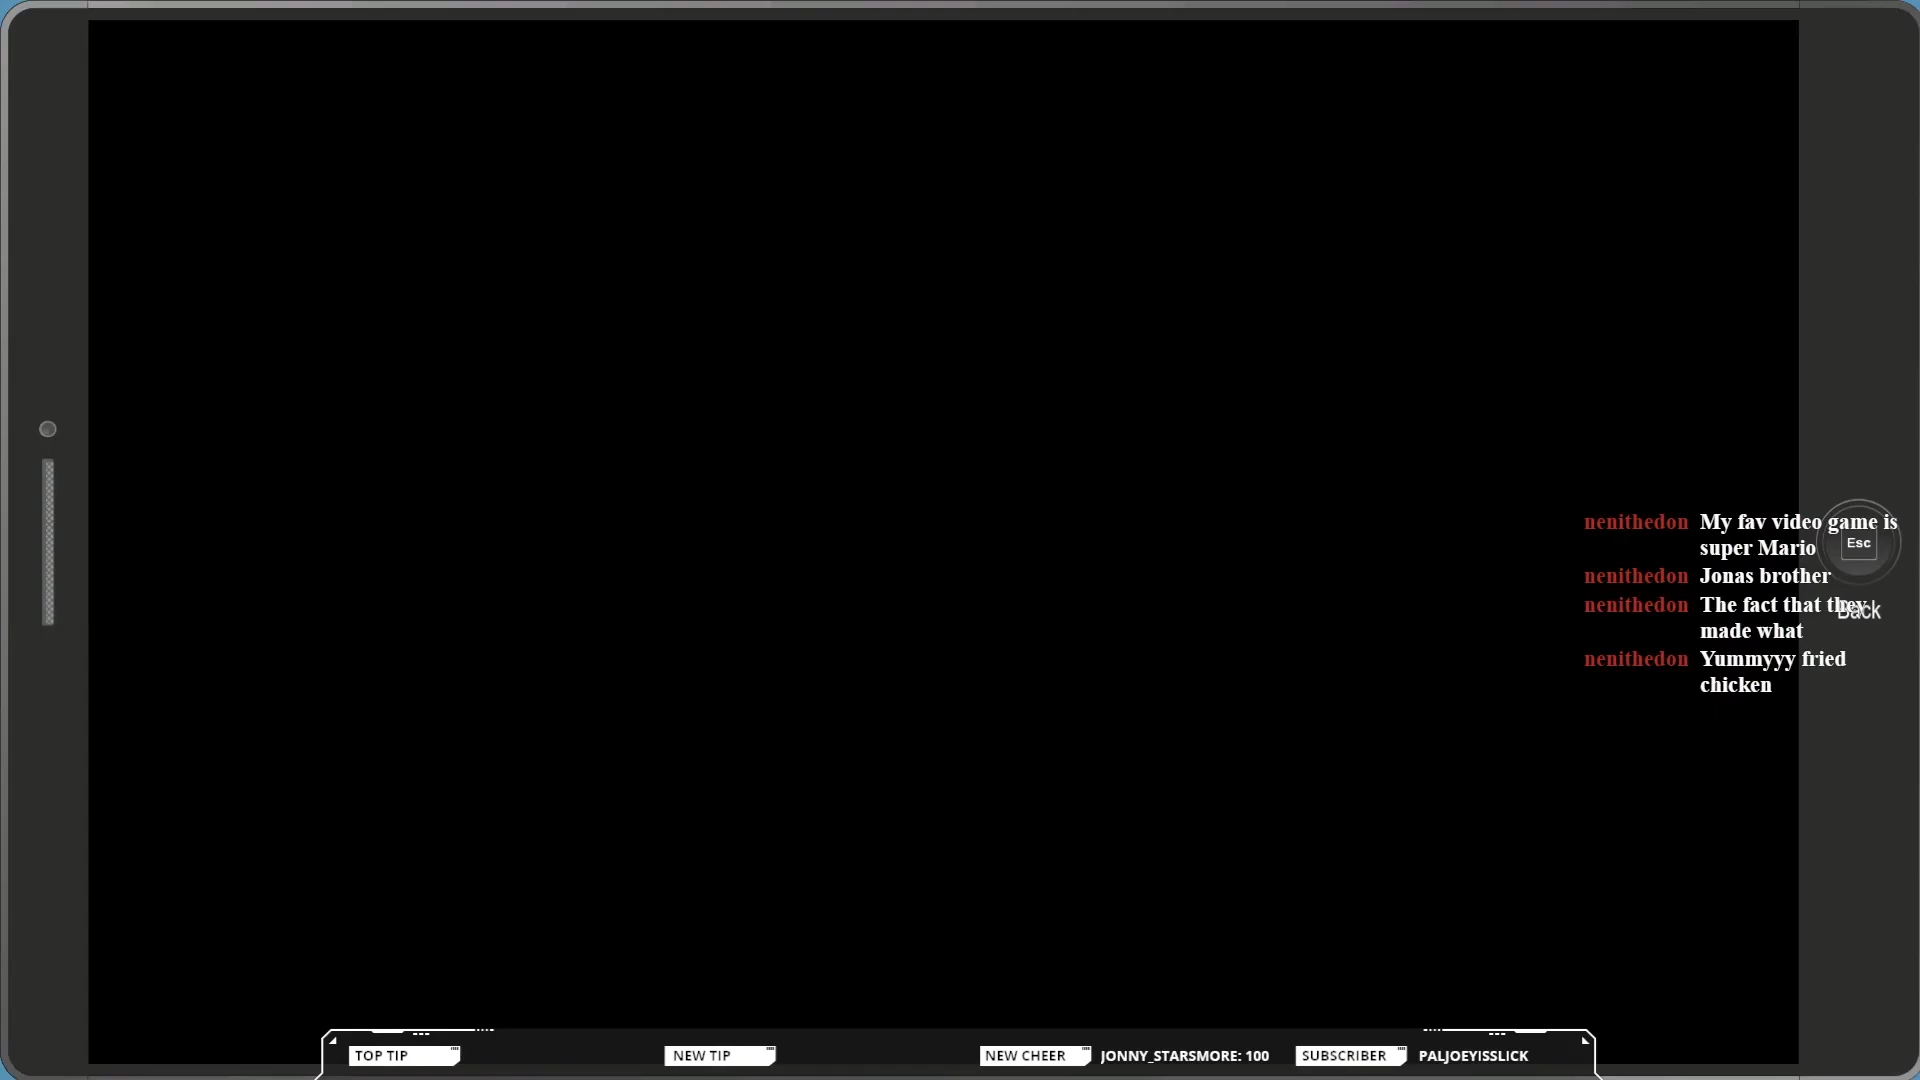 nenithedon My fav video game is
super Mario
Esc
nenithedon Jonas brother
nenithedon The fact that they
Back
made what
nenithedon Yummyyy fried
chicken
TOP TIP
NEW TIP
NEW CHEER JONNY_STARSMORE: 100
SUBSCRIBER PALJOEYISSLICK